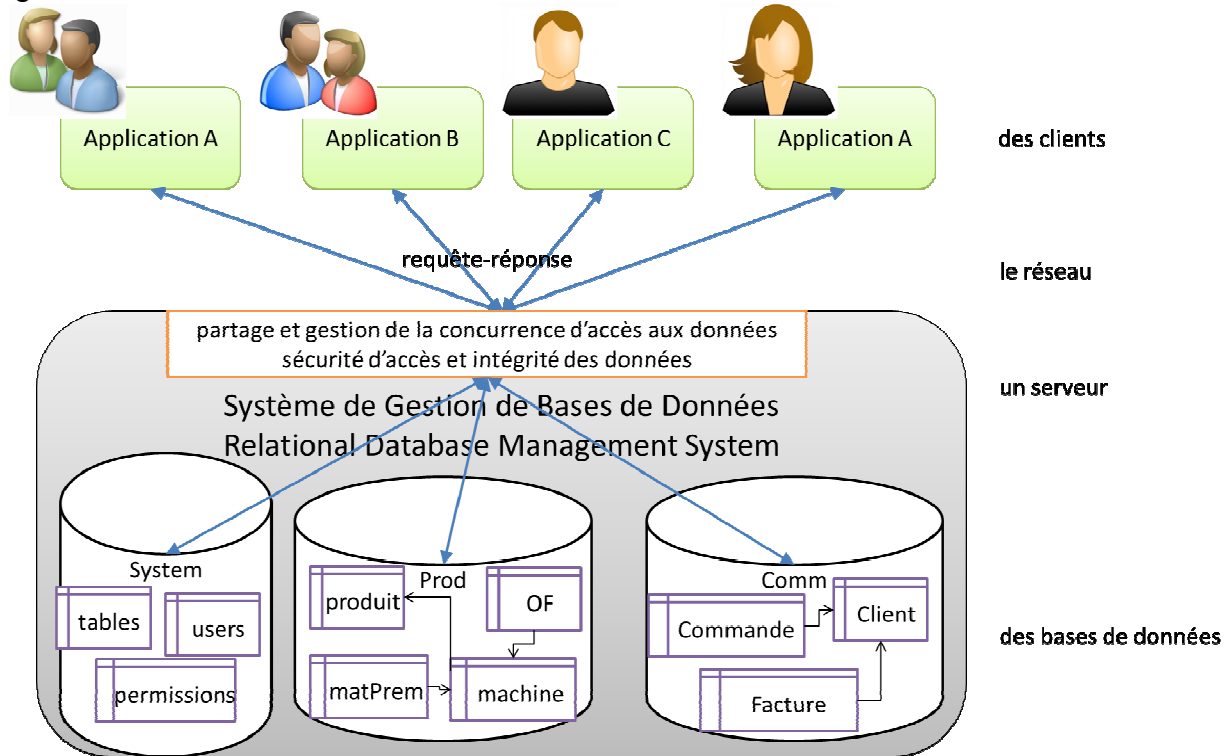 Application A
Application B
Application C
Application A
des clients
requête-réponse
le réseau
partage et gestion de la concurrence d'accès aux données
sécurité d'accès et intégrité des données
un serveur
Système de Gestion de Bases de Données
Relational Database Management System
System
tables
users
permissions
Prod
produit
OF
matPrem
machine
Comm
Commande
Client
Facture
des bases de données